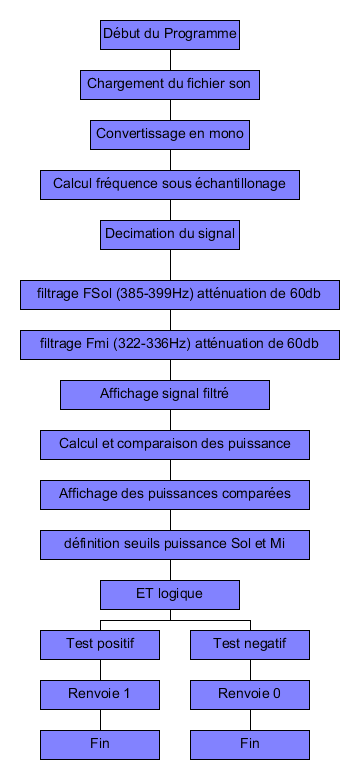 Début du Programme
Chargement du fichier son
Convertissage en mono
Calcul fréquence sous échantillonage
Decimation du signal
filtrage FSol (385-399Hz) atténuation de 60db
filtrage Fmi (322-336Hz) atténuation de 60db
Affichage signal filtré
Calcul et comparaison des puissance
Affichage des puissances comparées
définition seuils puissance Sol et Mi
ET logique
Test positif
Test negatif
Renvoie 1
Renvoie 0
Fin
Fin